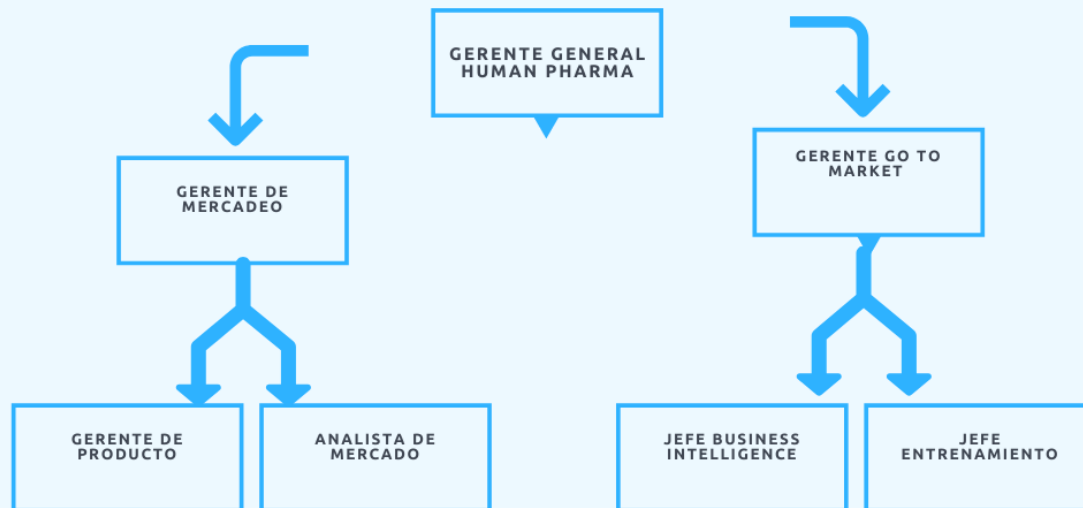 GERENTE GENERAL
HUMAN PHARMA
GERENTE GO TO
MARKET
GERENTE DE
MERCADEO
GERENTE DE
PRODUCTO
ANALISTA DE
MERCADO
JEFE BUSINESS
INTELLIGENCE
JEFE
ENTRENAMIENTO